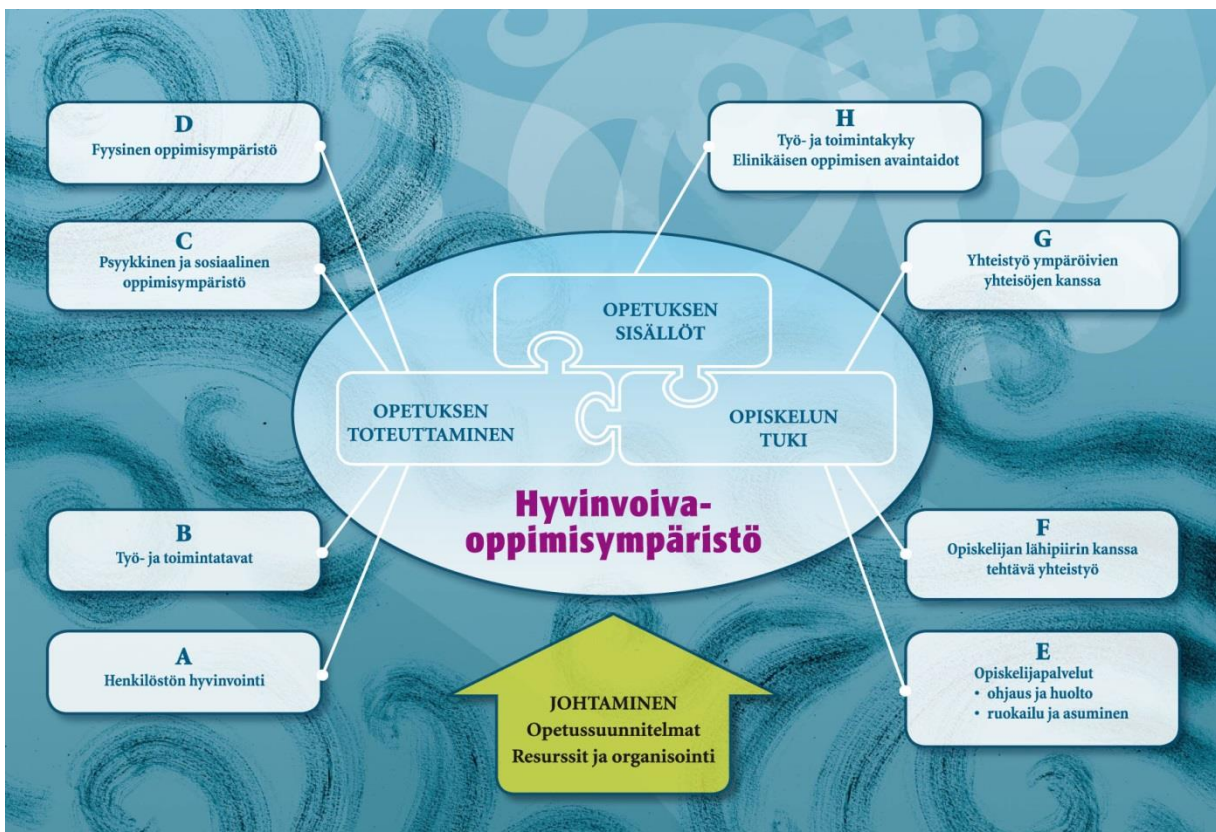 D
Fyysinen oppimisympäristö
C
Psyykkinen ja sosiaalinen
oppimisympäristö
B
Työ- ja toimintatavat
A
Henkilöstön hyvinvointi
H
Työ- ja toimintakyky
Elinikäisen oppimisen avaintaidot
G
Yhteistyö ympäröivien
yhteisöjen kanssa
F
Opiskelijan lähipiirin kanssa
tehtävä yhteistyö
E
Opiskelijapalvelut
• ohjaus ja huolto
• ruokailu ja asuminen
OPETUKSEN
SISÄLLÖT
OPETUKSEN
TOTEUTTAMINEN
OPISKELUN
TUKI
Hyvinvoiva-
oppimisympäristö
JOHTAMINEN
Opetussuunnitelmat
Resurssit ja organisointi